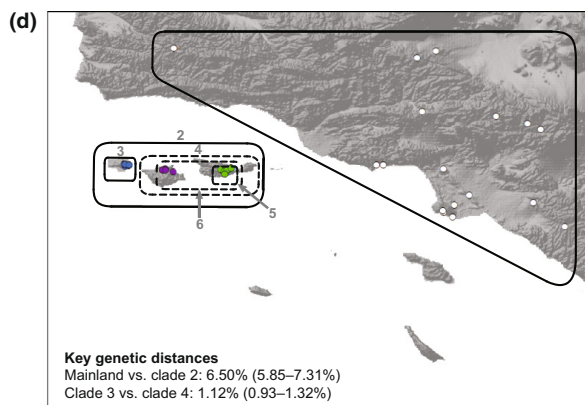 (d)
2
3
4
5
6
Key genetic distances
Mainland vs. clade 2: 6.50% (5.85–7.31%)
Clade 3 vs. clade 4: 1.12% (0.93–1.32%)